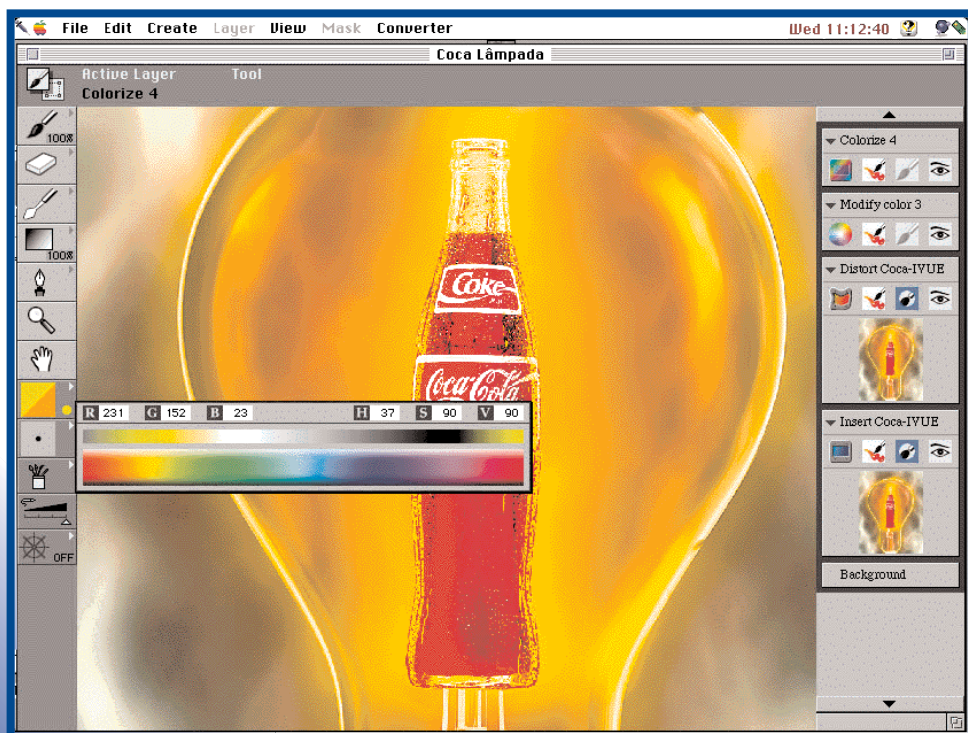 File Edit Create Layer View Mask Converter Wed 11:12:40
Coca Lâmpada
Active Layer Tool
Colorize 4
100%
100%
OFF
Coke
Coca-Cola
R 231 G 152 B 23 H 37 S 90 V 90
Colorize 4
Modify color 3
Distort Coca-IVUE
Insert Coca-IVUE
Background